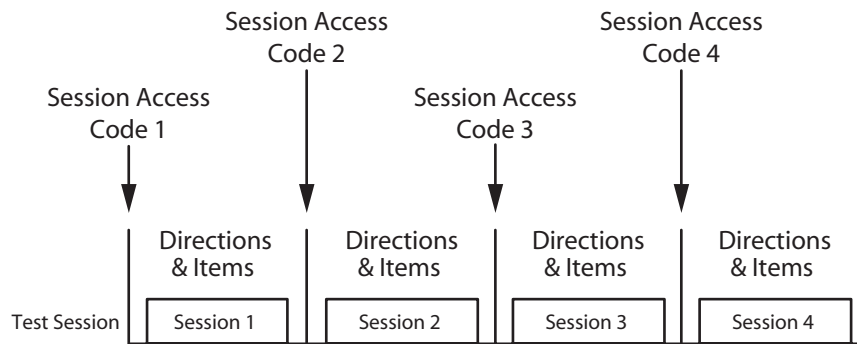 Session Access
Code 2
Session Access
Code 4
Session Access
Code 1
Session Access
Code 3
Directions
& Items
Directions
& Items
Directions
& Items
Directions
& Items
Test Session
Session 1
Session 2
Session 3
Session 4